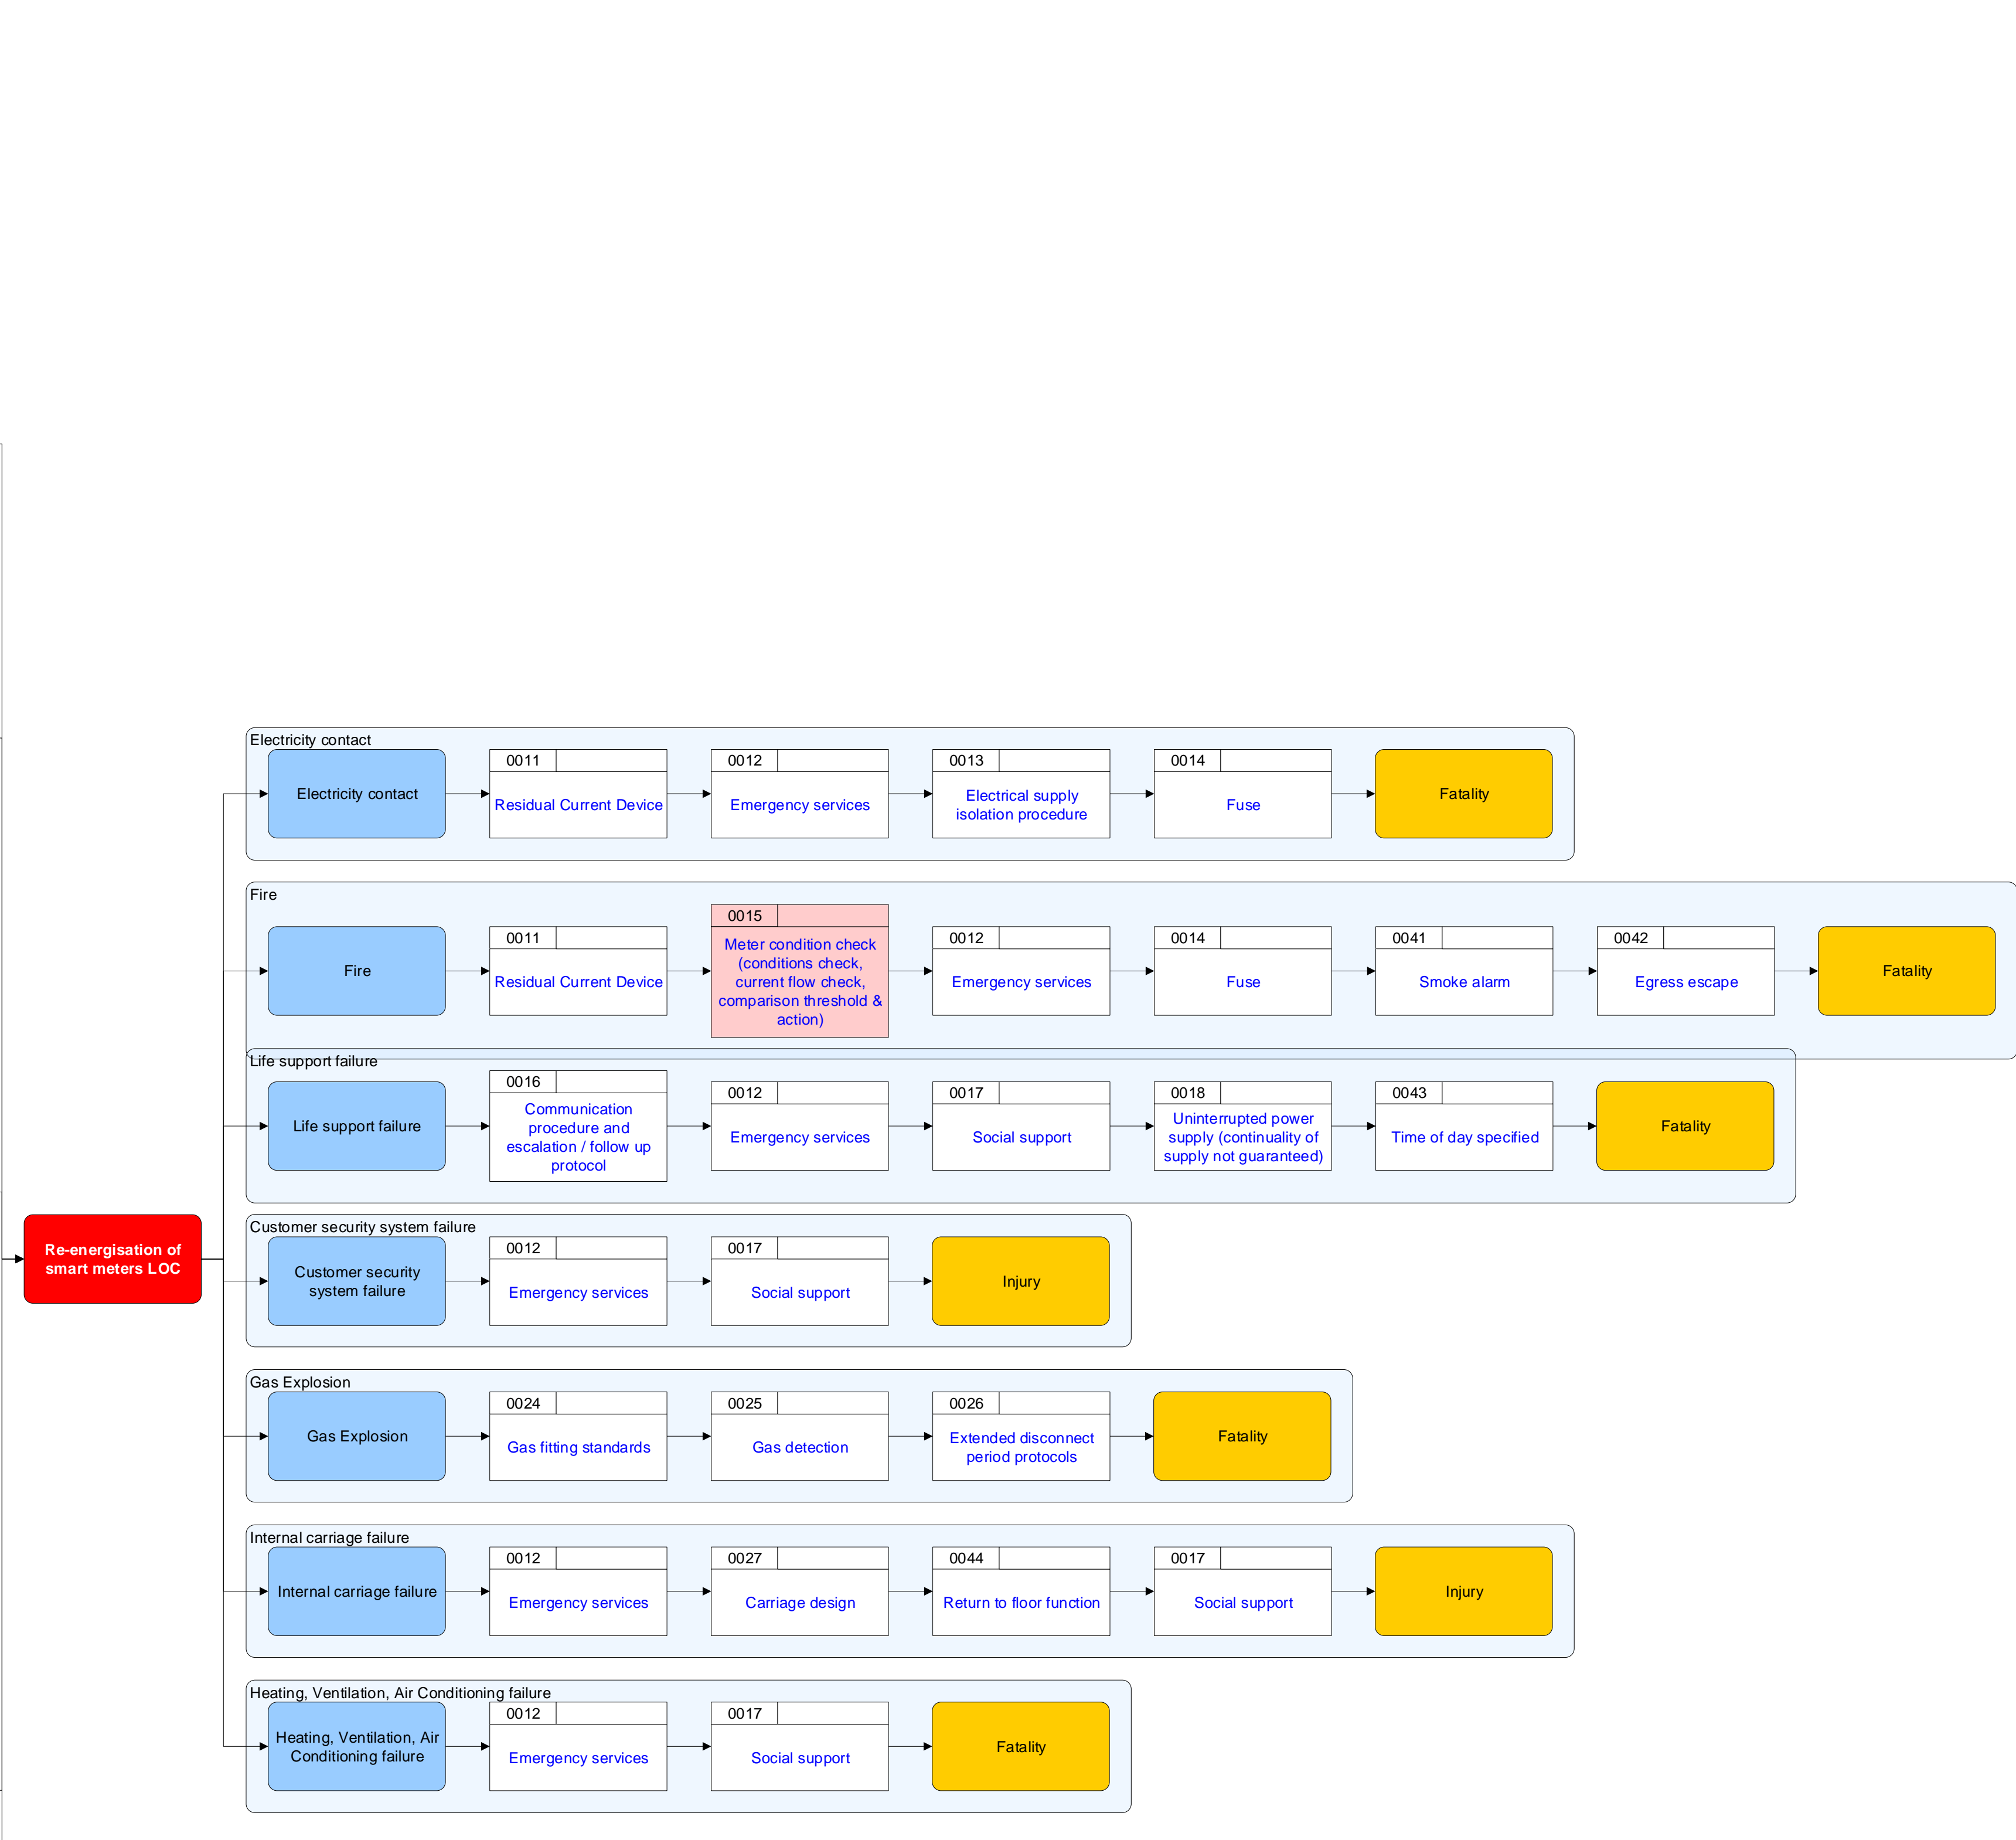 Electricity contact
Electricity contact
0011
Residual Current Device
0012
Emergency services
0013
Electrical supply
isolation procedure
0014
Fuse
Fatality
Fire
Fire
0011
Residual Current Device
0015
Meter condition check
(conditions check,
current flow check,
comparison threshold &
action)
0012
Emergency services
0014
Fuse
0041
Smoke alarm
0042
Egress escape
Fatality
Life support failure
Life support failure
0016
Communication
procedure and
escalation / follow up
protocol
0012
Emergency services
0017
Social support
0018
Uninterrupted power
supply (continuality of
supply not guaranteed)
0043
Time of day specified
Fatality
Re-energisation of
smart meters LOC
Customer security system failure
Customer security
system failure
0012
Emergency services
0017
Social support
Injury
Gas Explosion
Gas Explosion
0024
Gas fitting standards
0025
Gas detection
0026
Extended disconnect
period protocols
Fatality
Internal carriage failure
Internal carriage failure
0012
Emergency services
0027
Carriage design
0044
Return to floor function
0017
Social support
Injury
Heating, Ventilation, Air Conditioning failure
Heating, Ventilation, Air
Conditioning failure
0012
Emergency services
0017
Social support
Fatality